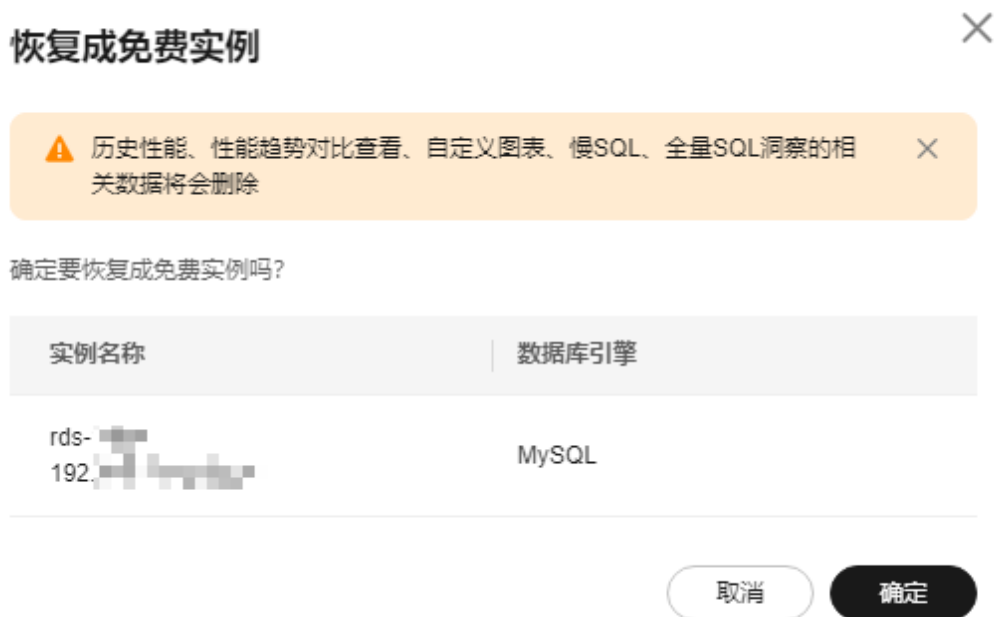 恢复成免费实例
历史性能、性能趋势对比查看、自定义图表、慢SQL、全量SQL洞察的相
关数据将会删除
确定要恢复成免费实例吗?
实例名称
数据库引擎
rds-
192.
MySQL
取消
确定